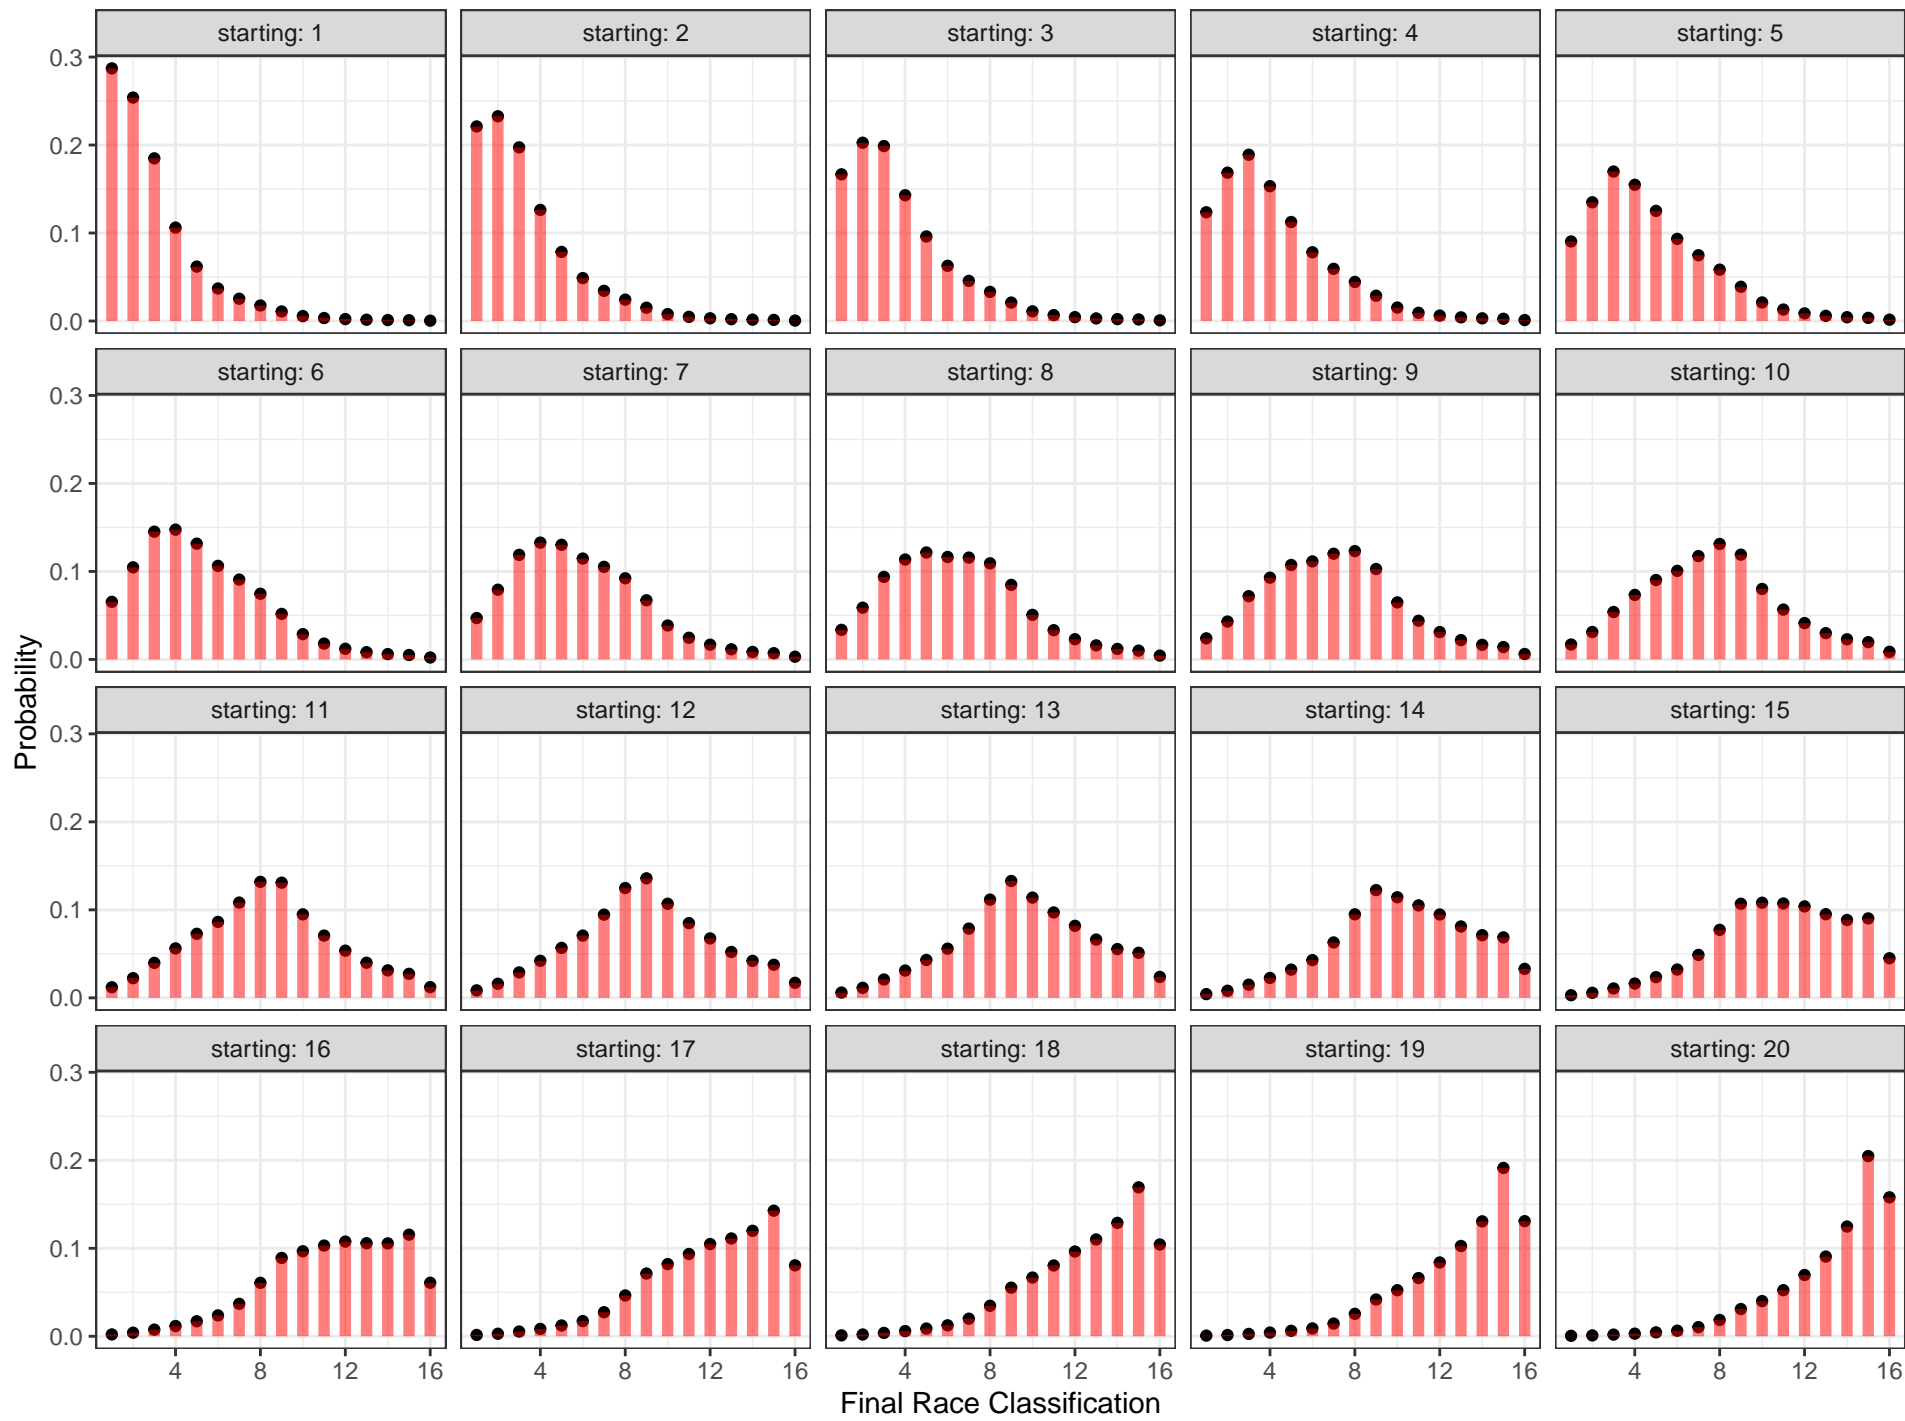 starting: 1
starting: 2
starting: 3
starting: 4
starting: 5
0.3
0.2
0.1
0.0
starting: 6
starting: 7
starting: 8
starting: 9
starting: 10
0.3
0.2
0.1
0.0
Probability
starting: 11
starting: 12
starting: 13
starting: 14
starting: 15
0.3
0.2
0.1
0.0
starting: 16
starting: 17
starting: 18
starting: 19
starting: 20
0.3
0.2
0.1
0.0
4 8 12 16
4 8 12 16
4 8 12 16
4 8 12 16
4 8 12 16
Final Race Classification